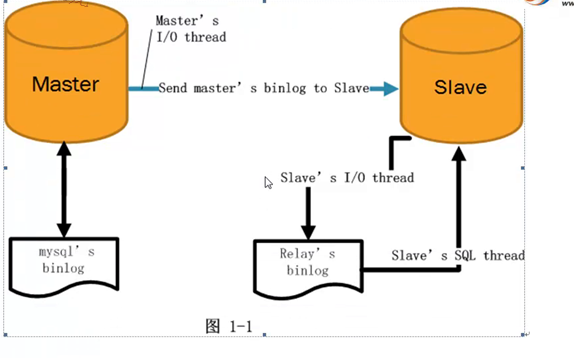 Master's
I/O thread
Master
Send master's binlog to Slave
Slave
Slave's I/O thread
mysql's
binlog
Relay's
binlog
Slave's SQL thread
图 1-1